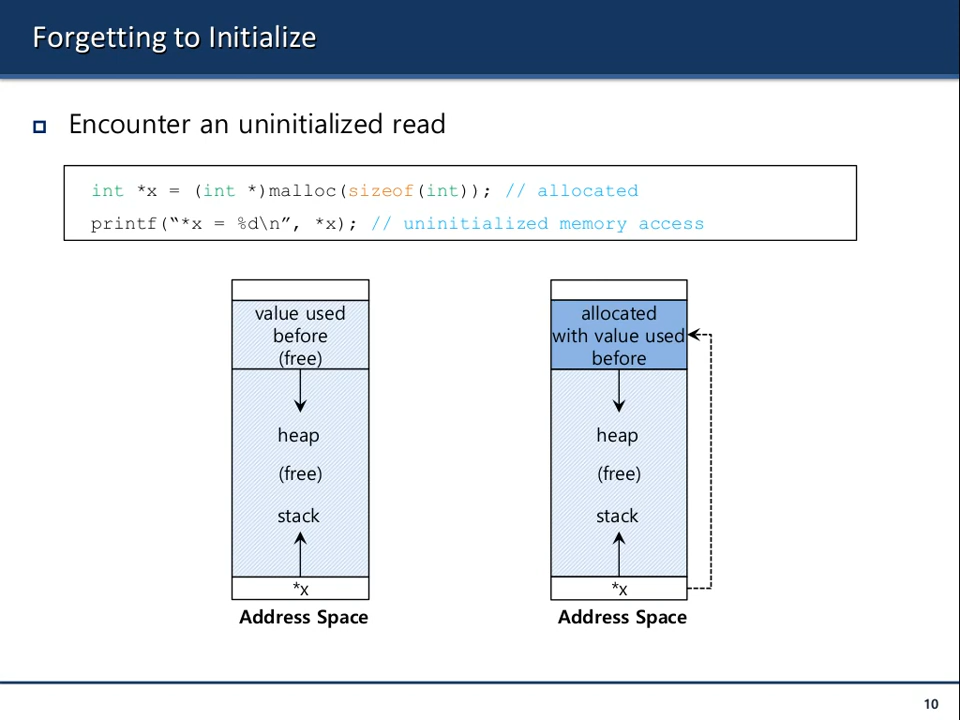 Forgetting to Initialize
Encounter an uninitialized read
int *x = (int *)malloc(sizeof(int)); // allocated
printf(“*x = %d\n”, *x); // uninitialized memory access
value used
before
(free)
heap
(free)
stack
*x
Address Space
allocated
with value used
before
heap
(free)
stack
*x
Address Space
10